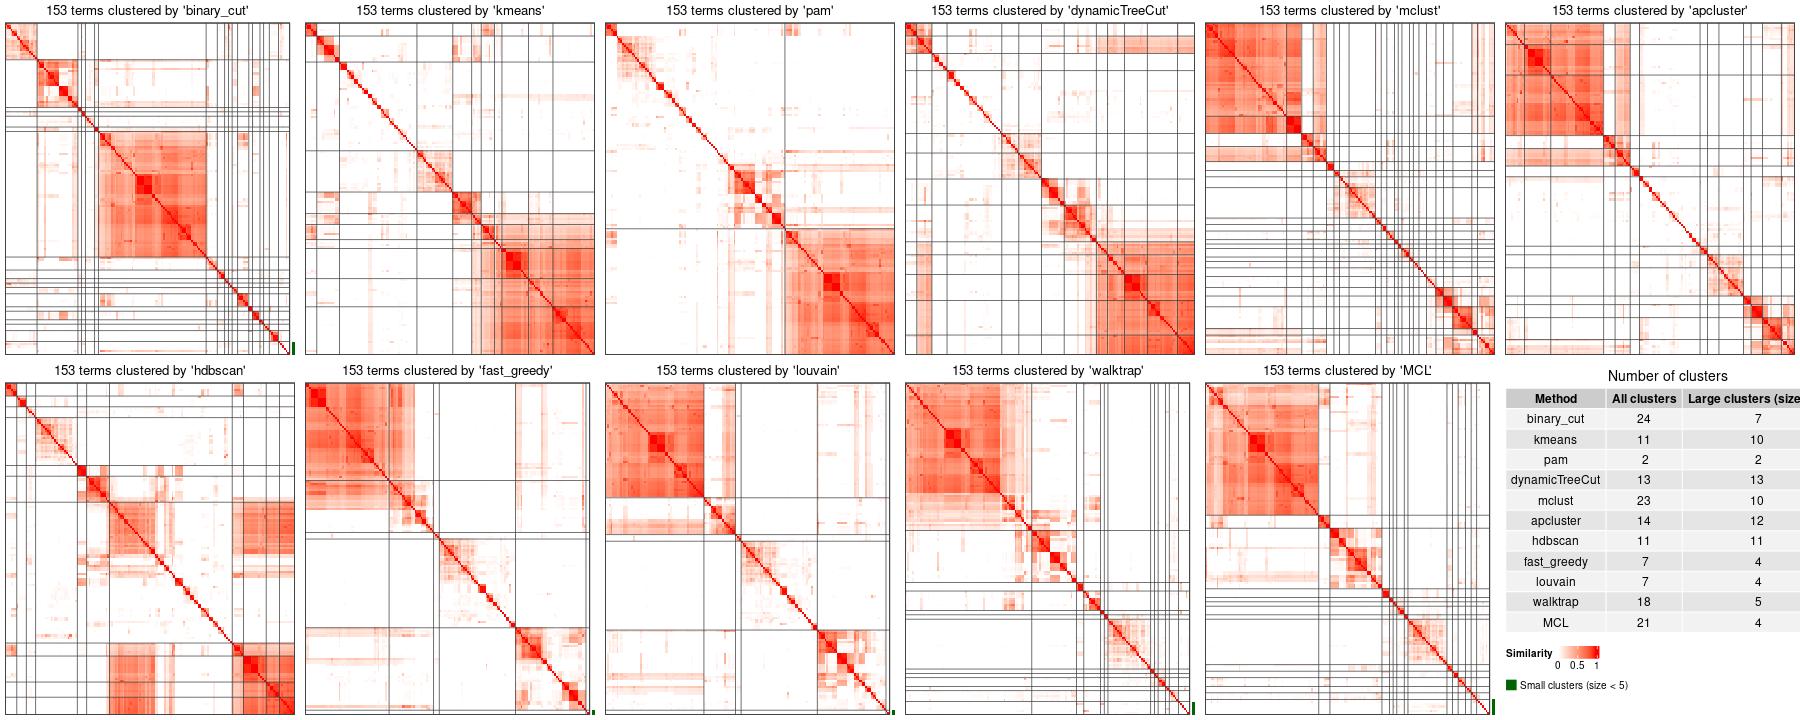 153 terms clustered by 'binary_cut'
153 terms clustered by 'kmeans'
153 terms clustered by 'pam'
153 terms clustered by 'dynamicTreeCut'
153 terms clustered by 'mclust'
153 terms clustered by 'apcluster'
153 terms clustered by 'hdbscan'
153 terms clustered by 'fast_greedy'
153 terms clustered by 'louvain'
153 terms clustered by 'walktrap'
153 terms clustered by 'MCL'
Number of clusters
Method All clusters Large clusters (size
binary_cut 24 7
kmeans 11 10
pam 2 2
dynamicTreeCut 13 13
mclust 23 10
apcluster 14 12
hdbscan 11 11
fast_greedy 7 4
louvain 7 4
walktrap 18 5
MCL 21 4
Similarity
0 0.5 1
Small clusters (size < 5)